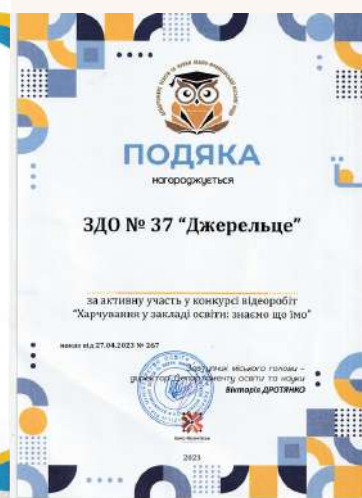 ПОДЯКА
нагороджується
ЗДО № 37 "Джерельце"
за активну участь у конкурсі відеоробіт
"Харчування у закладі освіти: знаємо що їмо"
наказ від 27.04.2023 № 267
Заступник міського голови –
директор Департаменту освіти та науки
Вікторія ДРОТЯНКО
2023